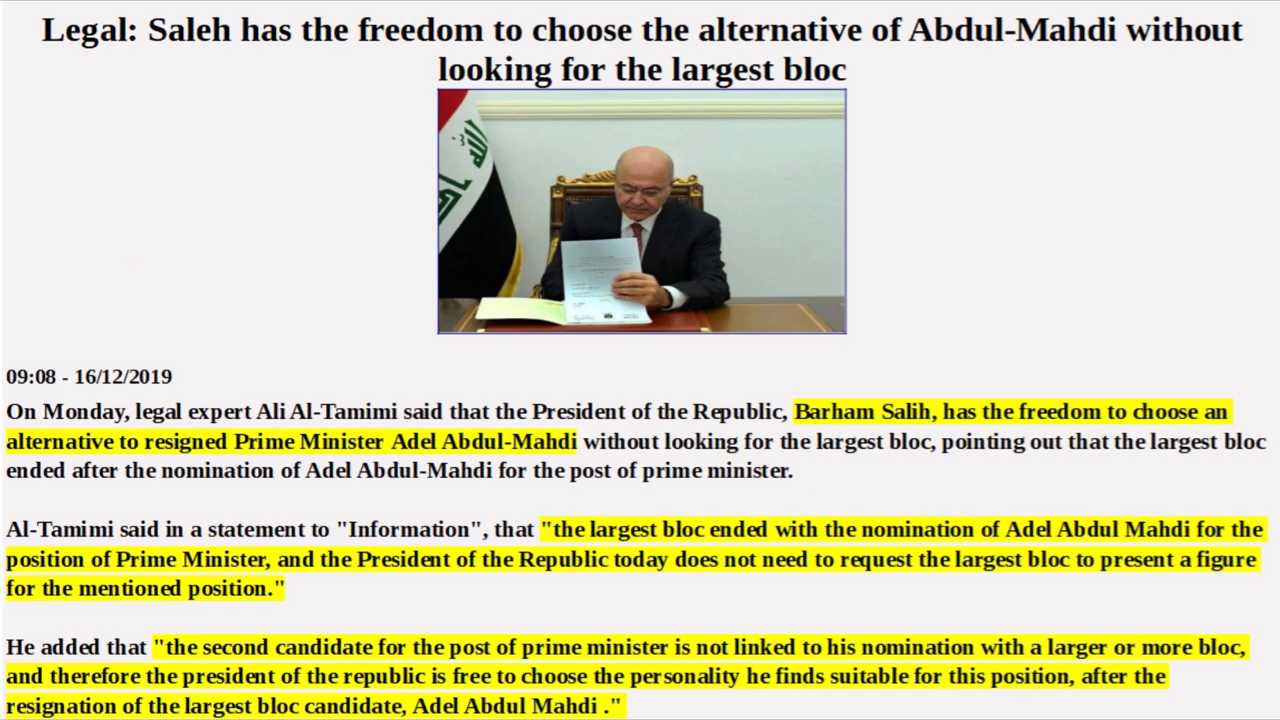 Legal: Saleh has the freedom to choose the alternative of Abdul-Mahdi without
looking for the largest bloc
09:08 - 16/12/2019
On Monday, legal expert Ali Al-Tamimi said that the President of the Republic, Barham Salih, has the freedom to choose an
alternative to resigned Prime Minister Adel Abdul-Mahdi without looking for the largest bloc, pointing out that the largest bloc
ended after the nomination of Adel Abdul-Mahdi for the post of prime minister.
Al-Tamimi said in a statement to "Information", that "the largest bloc ended with the nomination of Adel Abdul Mahdi for the
position of Prime Minister, and the President of the Republic today does not need to request the largest bloc to present a figure
for the mentioned position."
He added that "the second candidate for the post of prime minister is not linked to his nomination with a larger or more bloc,
and therefore the president of the republic is free to choose the personality he finds suitable for this position, after the
resignation of the largest bloc candidate, Adel Abdul Mahdi ."